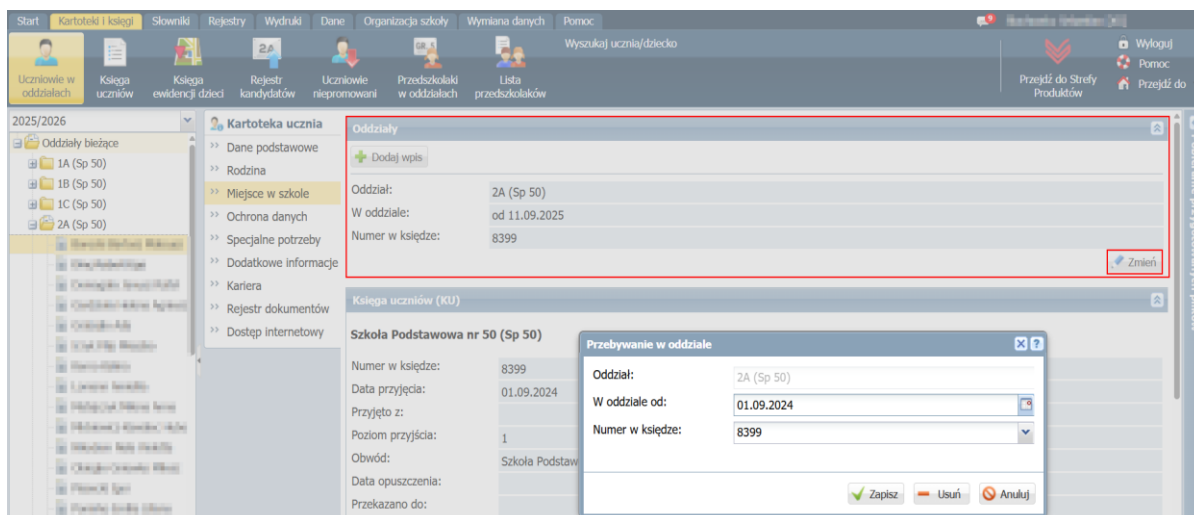 Start Kartoteki i księgi Słowniki Rejestry Wydruki Dane Organizacja szkoły Wymiana danych Pomoc
Uczniowie w oddziałach
Księga uczniów
Księga ewidencji dzieci
Rejestr kandydatów
Uczniowie niepromowani
Przedszkolaki w oddziałach
Lista przedszkolaków
Wyszukaj ucznia/dziecko
Przejdź do Strefy Produktów
Wyloguj
Pomoc
Przejdź do
2025/2026
Oddziały bieżące
1A (Sp 50)
1B (Sp 50)
1C (Sp 50)
2A (Sp 50)
Kartoteka ucznia
Dane podstawowe
Rodzina
Miejsce w szkole
Ochrona danych
Specjalne potrzeby
Dodatkowe informacje
Kariera
Rejestr dokumentów
Dostęp internetowy
Oddziały
Dodaj wpis
Oddział: 2A (Sp 50)
W oddziale: od 11.09.2025
Numer w księdze: 8399
Zmień
Księga uczniów (KU)
Szkoła Podstawowa nr 50 (Sp 50)
Numer w księdze: 8399
Data przyjęcia: 01.09.2024
Przyjęto z:
Poziom przyjścia: 1
Obwód: Szkoła Podstaw
Data opuszczenia:
Przekazano do:
Przebywanie w oddziale
Oddział: 2A (Sp 50)
W oddziale od: 01.09.2024
Numer w księdze: 8399
Zapisz Usuń Anuluj